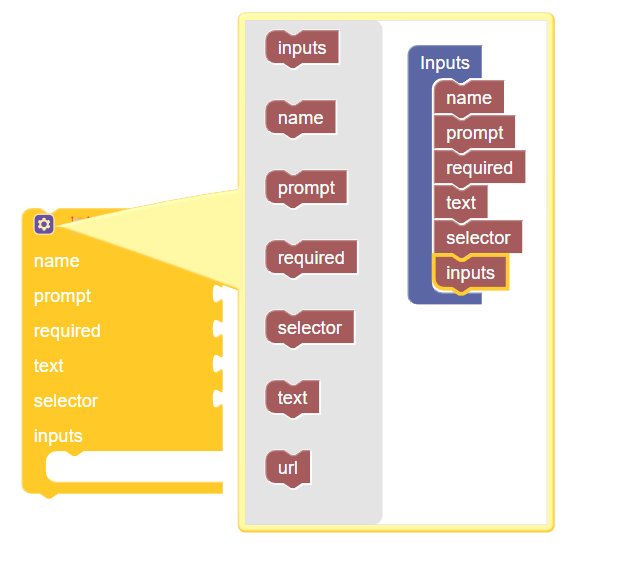 name
prompt
required
text
selector
inputs
inputs
name
prompt
required
selector
text
url
Inputs
name
prompt
required
text
selector
inputs